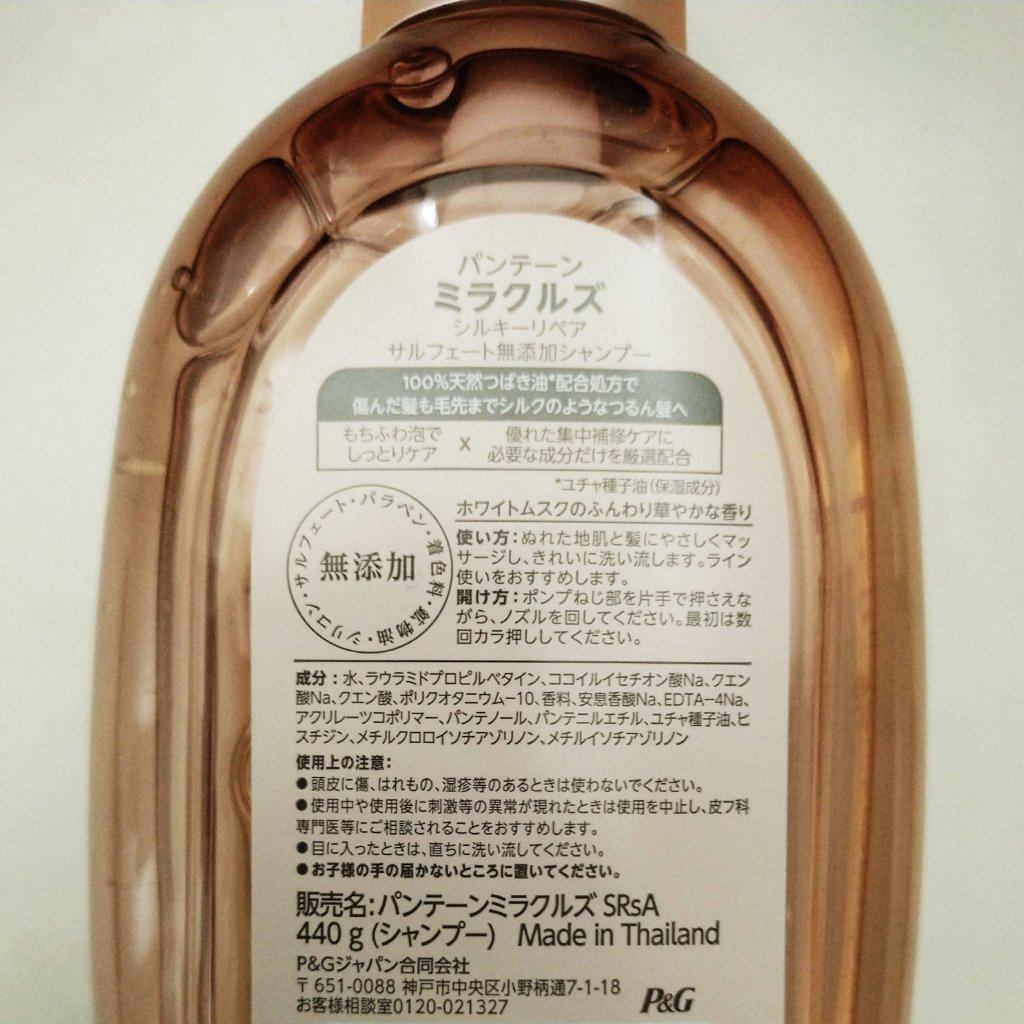 パンテーン
ミラクルズ
シルキーリペア
サルフェート無添加シャンプー
100%天然つばき油*配合処方で
傷んだ髪も毛先までシルクのようなつるん髪へ
もちふわ泡で
しっとりケア
x
優れた集中補修ケアに
必要な成分だけを厳選配合
*ユチャ種子油(保湿成分)
サルフェート・パラベン・着色料・鉱物油・シリコン・
無添加
ホワイトムスクのふんわり華やかな香り
使い方:ぬれた地肌と髪にやさしくマッ
サージし、きれいに洗い流します。ライン
使いをおすすめします。
開け方:ポンプねじ部を片手で押さえな
がら、ノズルを回してください。最初は数
回カラ押ししてください。
成分:水、ラウラミドプロピルベタイン、ココイルイセチオン酸Na、クエン
酸Na、クエン酸、ポリクオタニウム-10、香料、安息香酸Na、EDTA-4Na、
アクリレーツコポリマー、パンテノール、パンテニルエチル、ユチャ種子油、ヒ
スチジン、メチルクロロイソチアゾリノン、メチルイソチアゾリノン
使用上の注意:
●頭皮に傷、はれもの、湿疹等のあるときは使わないでください。
●使用中や使用後に刺激等の異常が現れたときは使用を中止し、皮フ科
専門医等にご相談されることをおすすめします。
●目に入ったときは、直ちに洗い流してください。
●お子様の手の届かないところに置いてください。
販売名:パンテーンミラクルズ SRsA
440 g (シャンプー) Made in Thailand
P&Gジャパン合同会社
〒651-0088 神戸市中央区小野柄通7-1-18
お客様相談室0120-021327
P&G